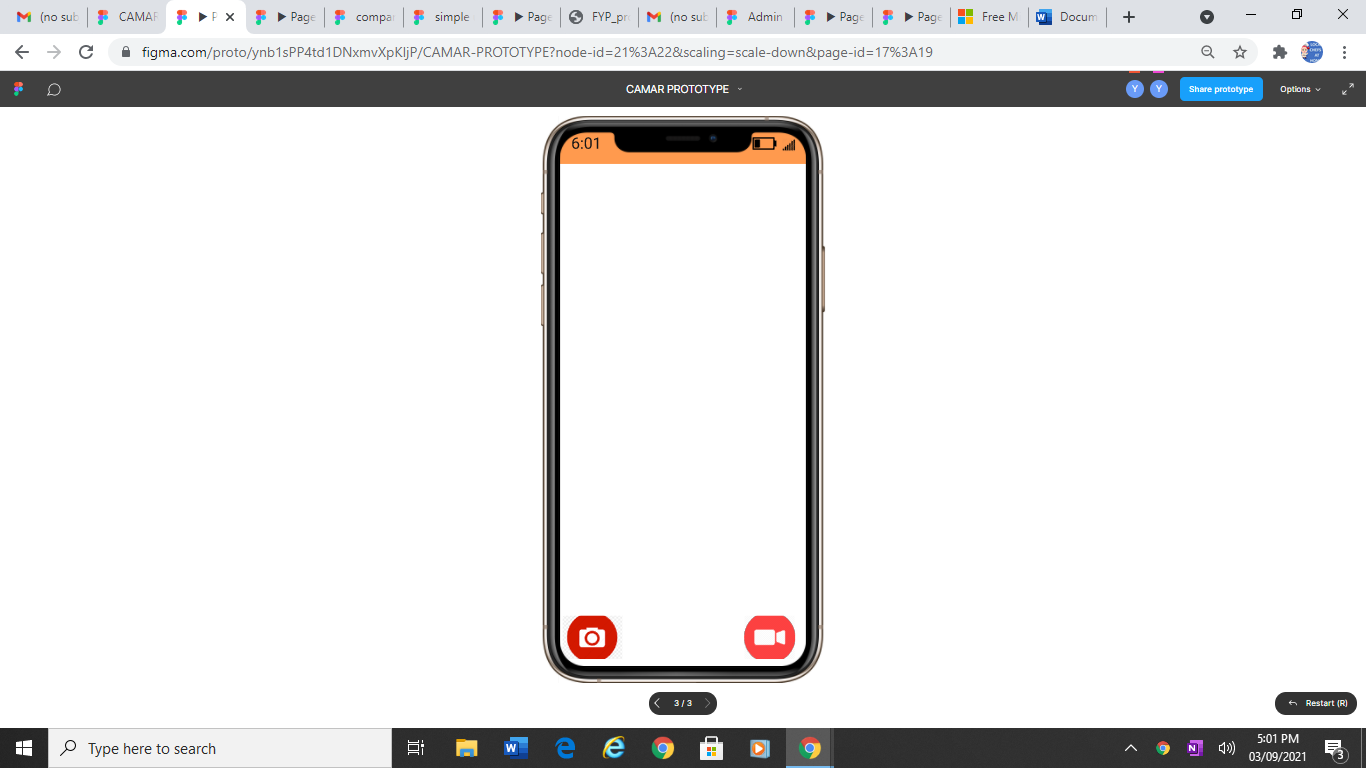 (no sub
CAMAR
P
Page
compar
simple
Page
FYP_pr
(no sub
Admin
Page
Page
Free M
Docum
figma.com/proto/ynb1sPP4td1DNxmvXpKIjP/CAMAR-PROTOTYPE?node-id=21%3A22&scaling=scale-down&page-id=17%3A19
CAMAR PROTOTYPE
Y
Y
Share prototype
Options
6:01
3 / 3
Restart (R)
Type here to search
5:01 PM
03/09/2021
3